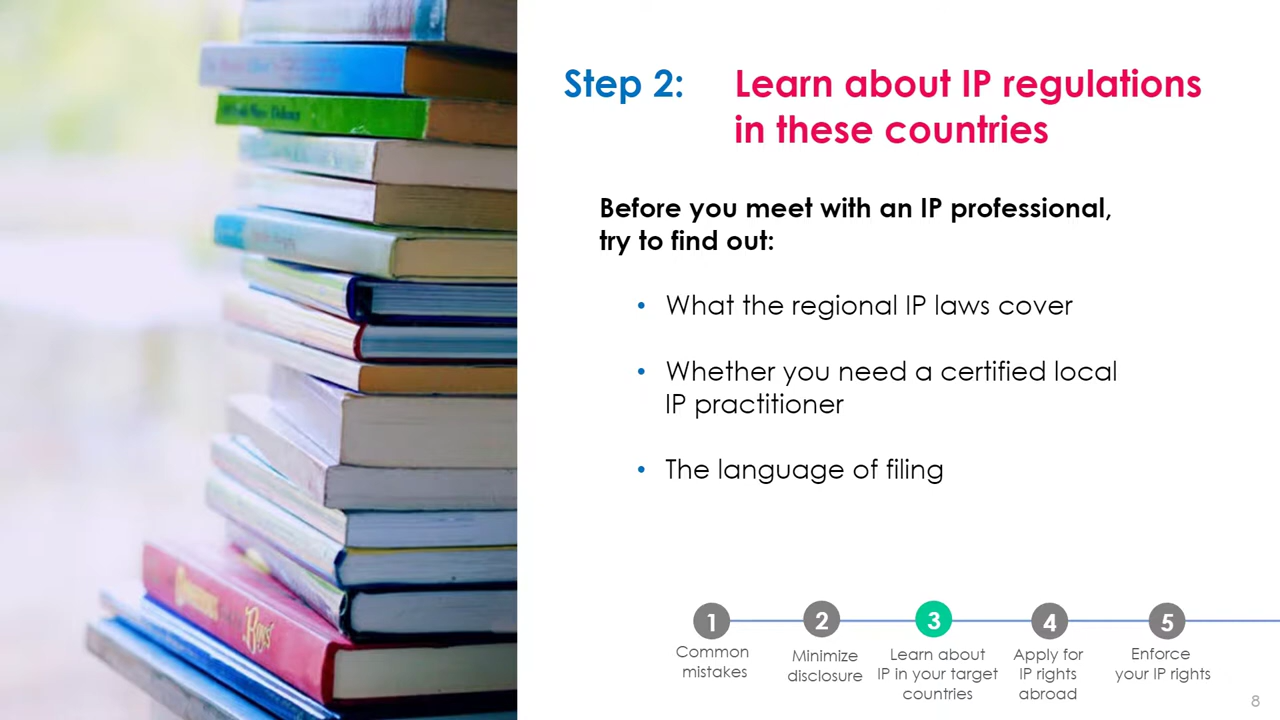 Step 2: Learn about IP regulations
in these countries
Before you meet with an IP professional,
try to find out:
• What the regional IP laws cover
• Whether you need a certified local
IP practitioner
• The language of filing
1 2 3 4 5
Common
mistakes
Minimize
disclosure
Learn about
IP in your target
countries
Apply for
IP rights
abroad
Enforce
your IP rights
8
Boys'